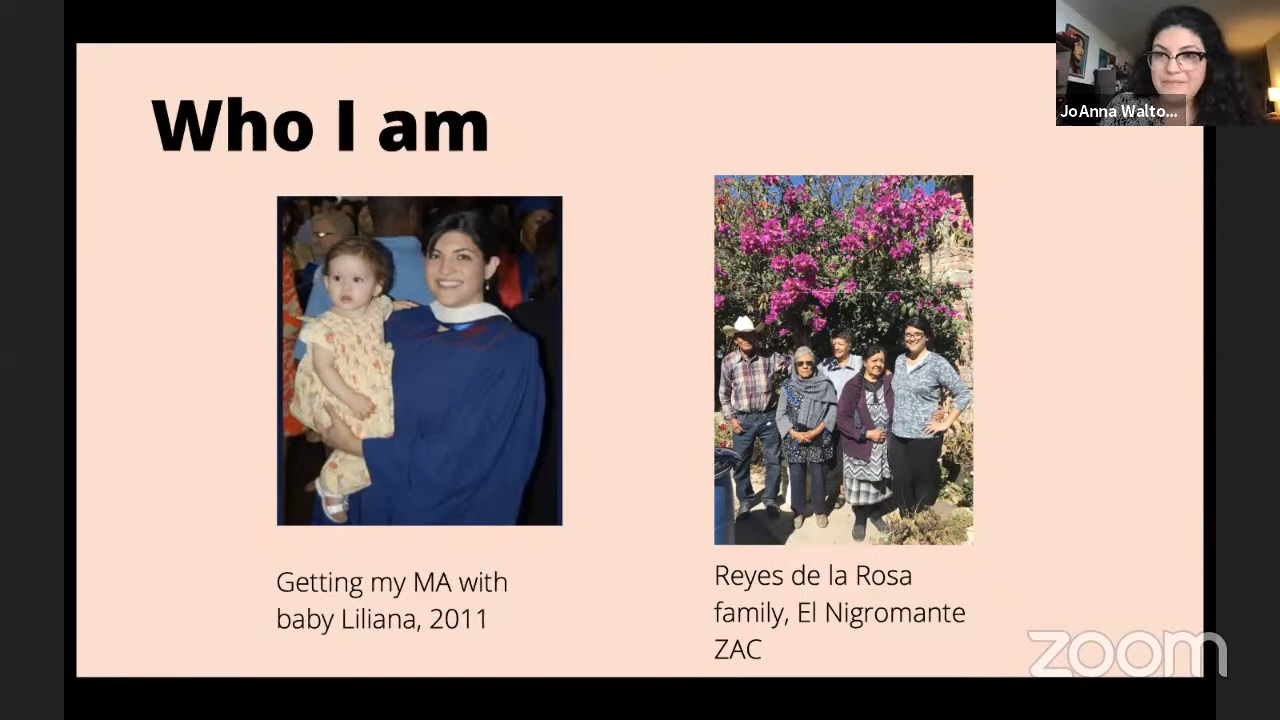 Who I am
JoAnna Walto...
Getting my MA with
baby Liliana, 2011
Reyes de la Rosa
family, El Nigromante
ZAC
zoom